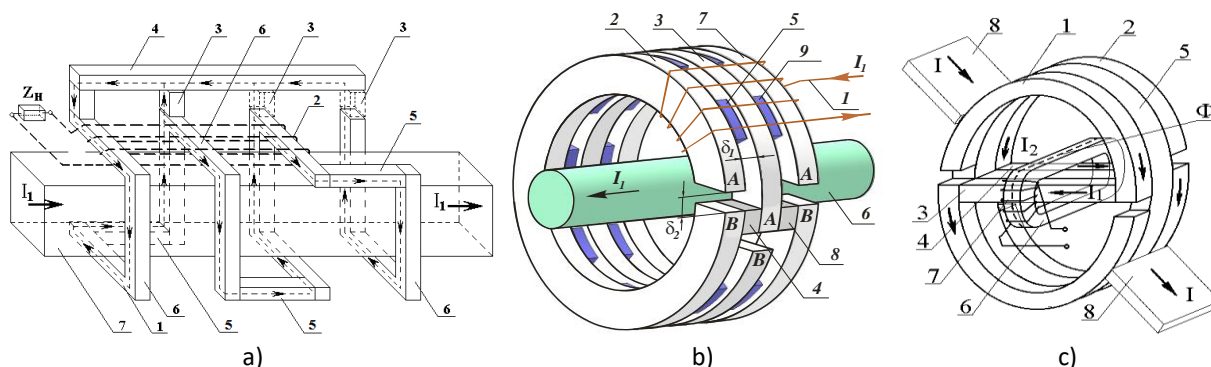 4 3 6 3 3
Z_H
2
5
I_1 I_1
7 1 6 5 5 6
a)
2 3 7 5 9
I_1
1
δ_1
A A
I_1
δ_2
B B A B
B
6
8
4
b)
8 1 2
5
I
Ф
I_2
I_1
3
4
7
6
8
I
c)